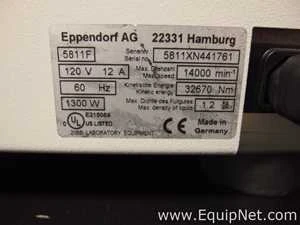 Eppendorf AG 22331 Hamburg
5811F Serien-Nr. Serial no. 5811XN441761
120 V 12 A Max. Drehzahl Max. speed 14000 min⁻¹
60 Hz Kinetische Energie Kinetic energy 32670 Nm
1300 W Max. Dichte des Füllgutes Max. density of liquids 1.2
UL US LISTED
LABORATORY EQUIPMENT
Made in Germany
www.EquipNet.com